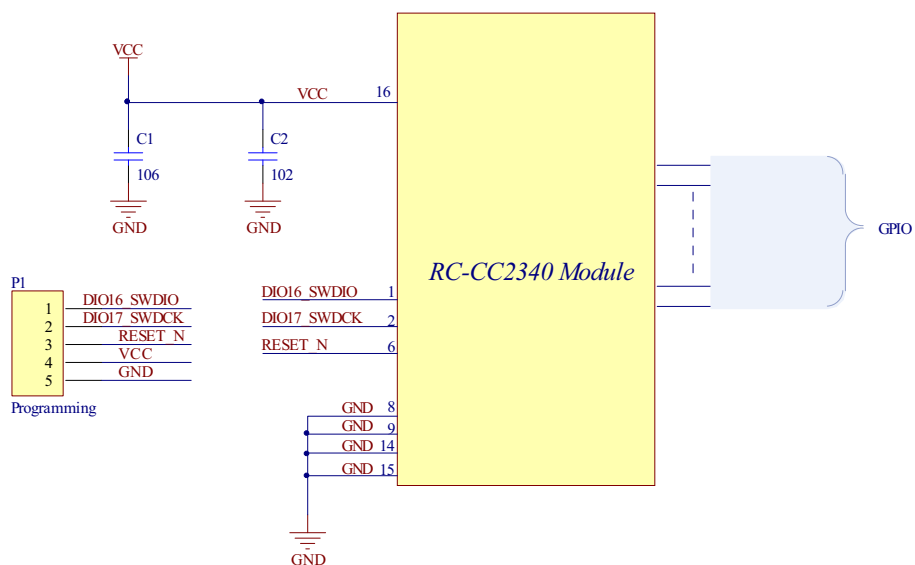 VCC
VCC
16
C1
106
GND
C2
102
GND
RC-CC2340 Module
GPIO
P1
1 DIO16_SWDIO
2 DIO17_SWDCK
3 RESET_N
4 VCC
5 GND
Programming
DIO16_SWDIO 1
DIO17_SWDCK 2
RESET_N 6
GND 8
GND 9
GND 14
GND 15
GND